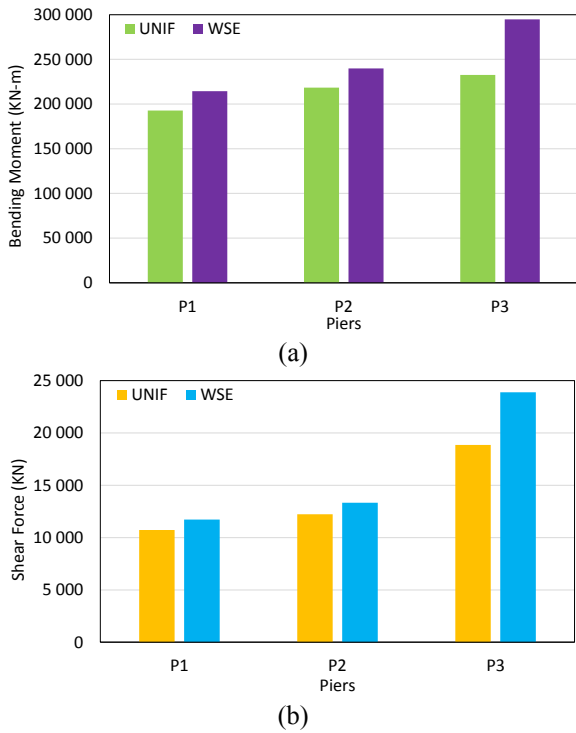 300 000
UNIF WSE
250 000
200 000
150 000
100 000
50 000
0
Bending Moment (KN-m)
P1 P2 P3
Piers
(a)
25 000
UNIF WSE
20 000
15 000
10 000
5 000
0
Shear Force (KN)
P1 P2 P3
Piers
(b)